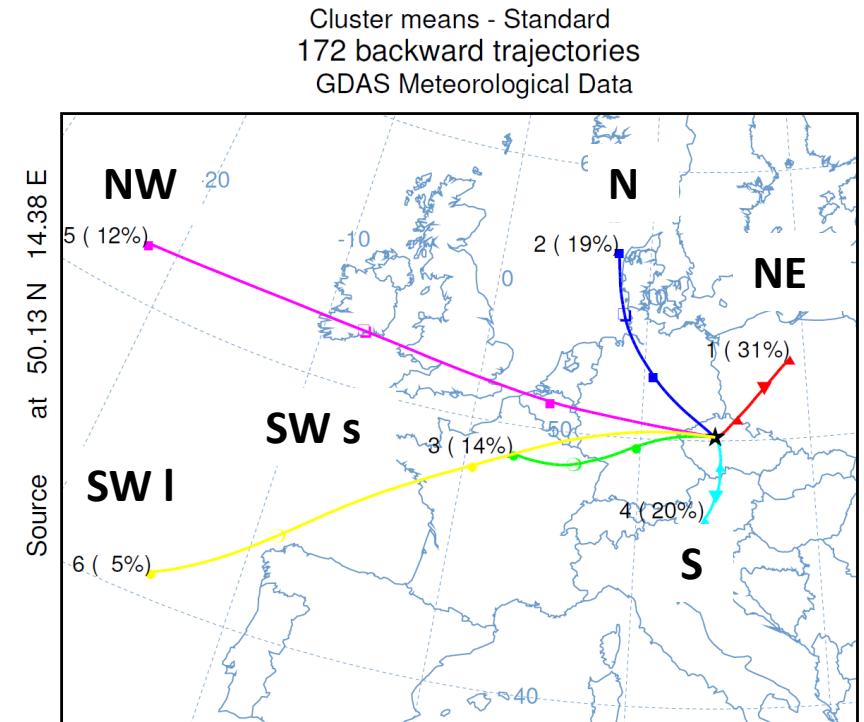 Cluster means - Standard
172 backward trajectories
GDAS Meteorological Data
Source at 50.13 N 14.38 E
NW
20
N
5 ( 12%)
-10
2 ( 19%)
NE
0
10
1 ( 31%)
SW s
50
3 ( 14%)
SW l
4 ( 20%)
6 ( 5%)
S
40